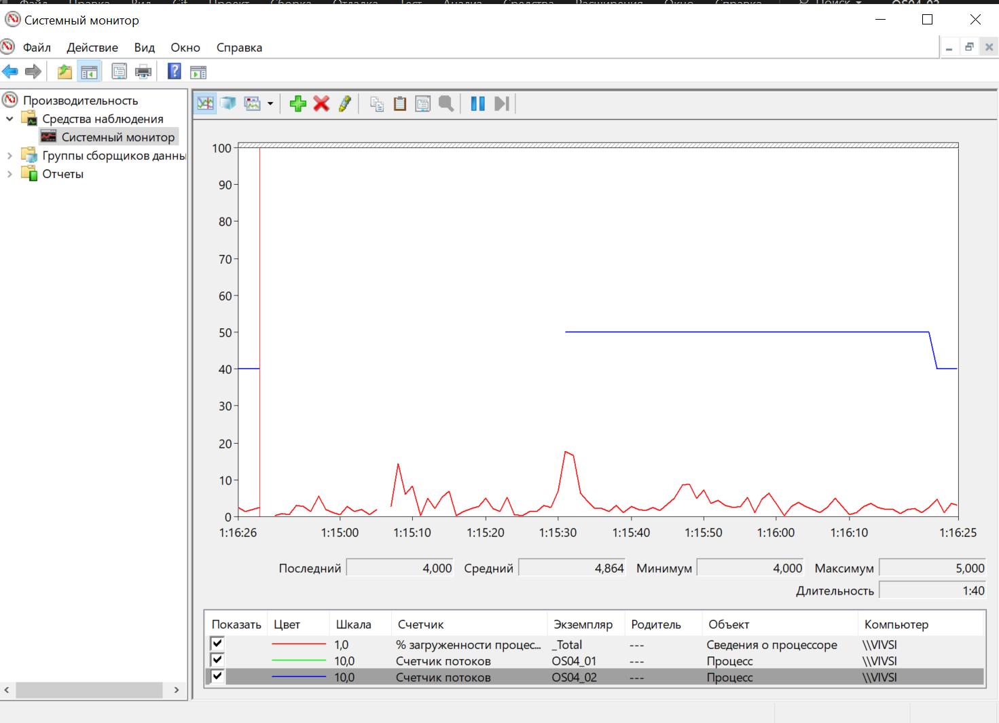 Системный монитор
Файл Действие Вид Окно Справка
Производительность
Средства наблюдения
Системный монитор
Группы сборщиков данны
Отчеты
100
90
80
70
60
50
40
30
20
10
0
1:16:26 1:15:00 1:15:10 1:15:20 1:15:30 1:15:40 1:15:50 1:16:00 1:16:10 1:16:25
Последний 4,000 Средний 4,864 Минимум 4,000 Максимум 5,000
Длительность 1:40
Показать Цвет Шкала Счетчик Экземпляр Родитель Объект Компьютер
1,0 % загруженности процес... _Total --- Сведения о процессоре \\VIVSI
10,0 Счетчик потоков OS04_01 --- Процесс \\VIVSI
10,0 Счетчик потоков OS04_02 --- Процесс \\VIVSI